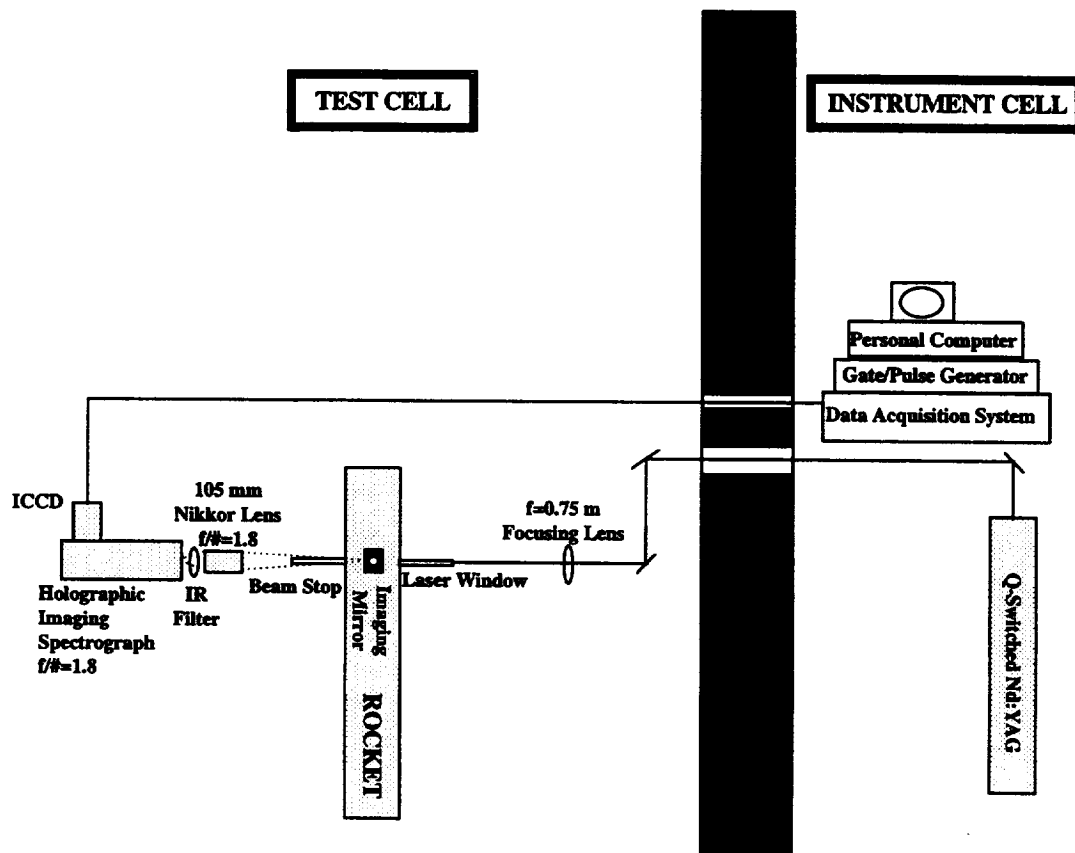 TEST CELL
INSTRUMENT CELL
Personal Computer
Gate/Pulse Generator
Data Acquisition System
ICCD
105 mm
Nikkor Lens
f/#=1.8
f=0.75 m
Focusing Lens
Laser Window
Beam Stop
IR
Filter
Holographic
Imaging
Spectrograph
f/#=1.8
Imaging
Mirror
ROCKET
Q-Switched Nd:YAG